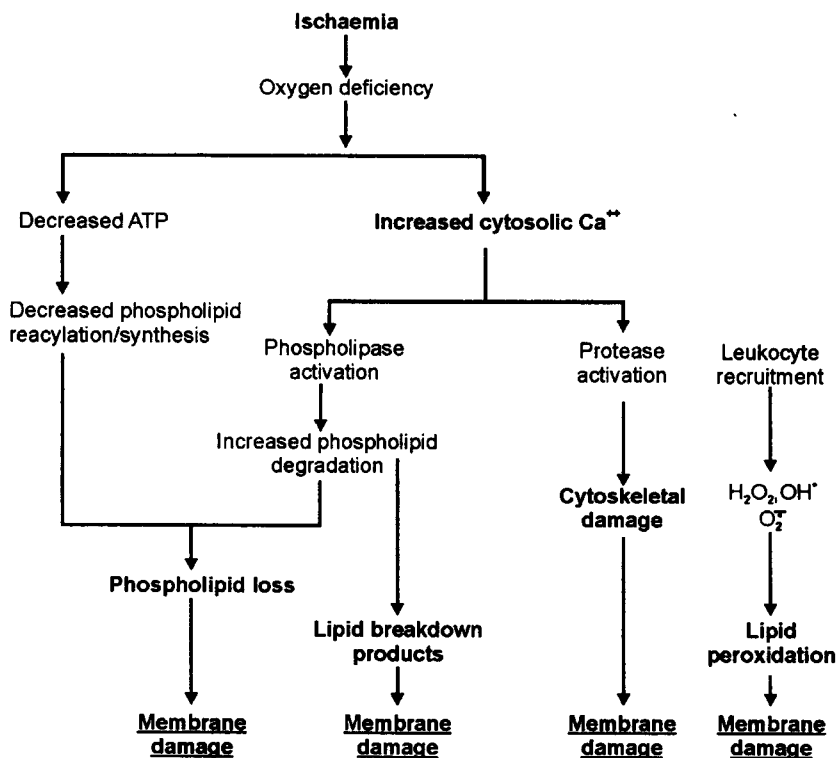 Ischaemia
Oxygen deficiency
Decreased ATP
Increased cytosolic Ca⁺⁺
Decreased phospholipid
reacylation/synthesis
Phospholipase
activation
Protease
activation
Leukocyte
recruitment
Increased phospholipid
degradation
Cytoskeletal
damage
H₂O₂, OH•
O₂⁻•
Phospholipid loss
Lipid breakdown
products
Lipid
peroxidation
Membrane
damage
Membrane
damage
Membrane
damage
Membrane
damage